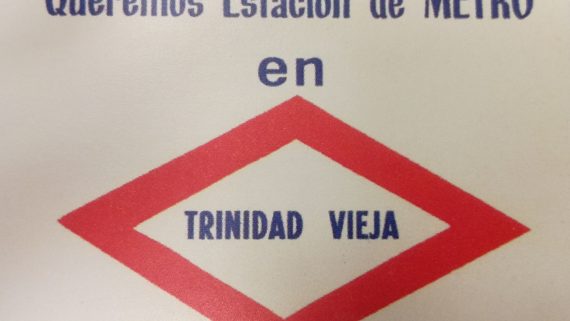 Queremos Estación de METRO
en
TRINIDAD VIEJA